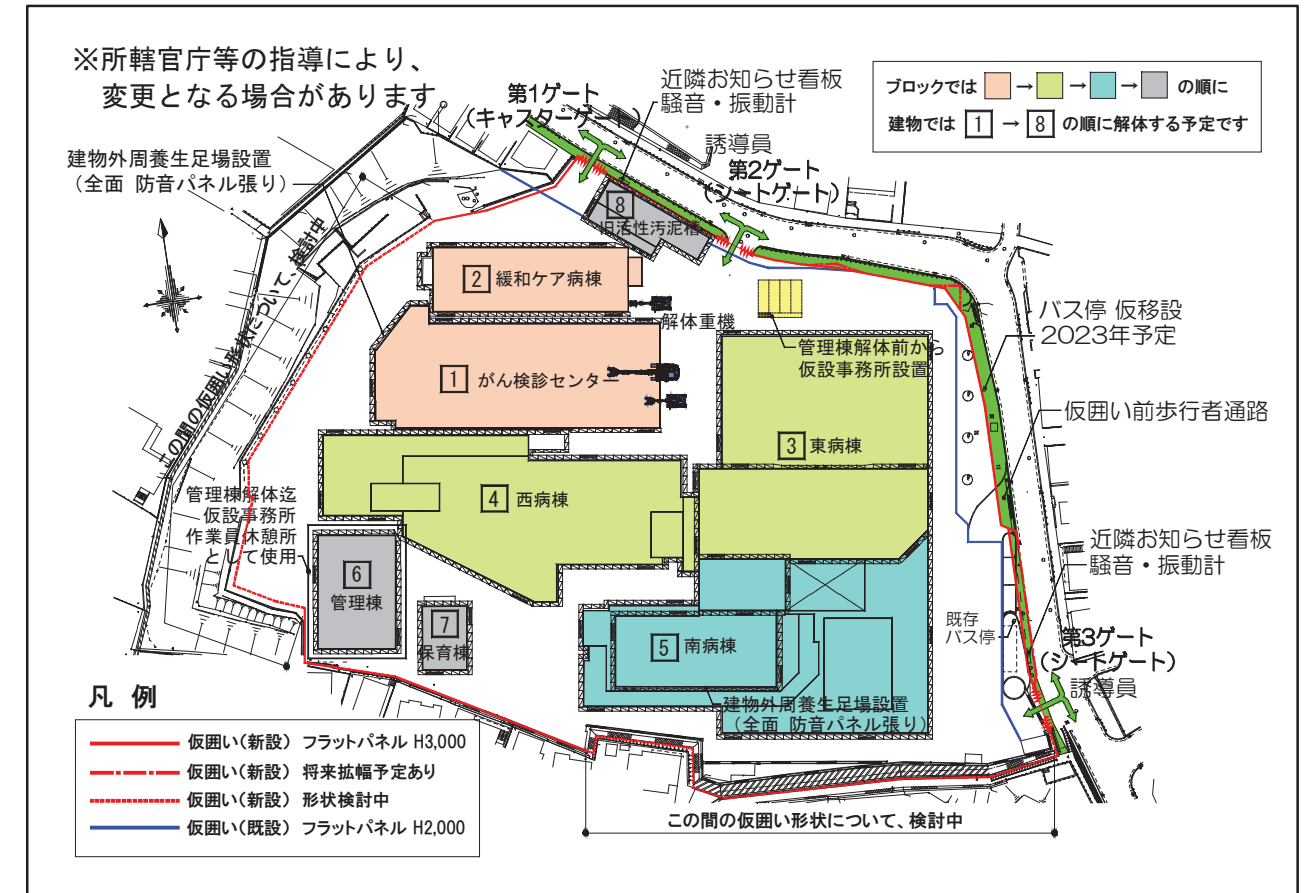 ※所轄官庁等の指導により、
変更となる場合があります
ブロックでは → → → の順に
建物では 1 → 8 の順に解体する予定です
近隣お知らせ看板
騒音・振動計
第1ゲート
(キャスターゲート)
誘導員
第2ゲート
(シートゲート)
建物外周養生足場設置
(全面 防音パネル張り)
8
旧活性汚泥槽
2 緩和ケア病棟
解体重機
1 がん検診センター
管理棟解体前から
仮設事務所設置
バス停 仮移設
2023年予定
仮囲い前歩行者通路
この間の仮囲い形状について、検討中
3 東病棟
4 西病棟
管理棟解体迄
仮設事務所
作業員休憩所
として使用
6
管理棟
7
保育棟
5 南病棟
建物外周養生足場設置
(全面 防音パネル張り)
近隣お知らせ看板
騒音・振動計
既存
バス停
第3ゲート
(シートゲート)
誘導員
凡 例
仮囲い(新設) フラットパネル H3,000
仮囲い(新設) 将来拡幅予定あり
仮囲い(新設) 形状検討中
仮囲い(既設) フラットパネル H2,000
この間の仮囲い形状について、検討中